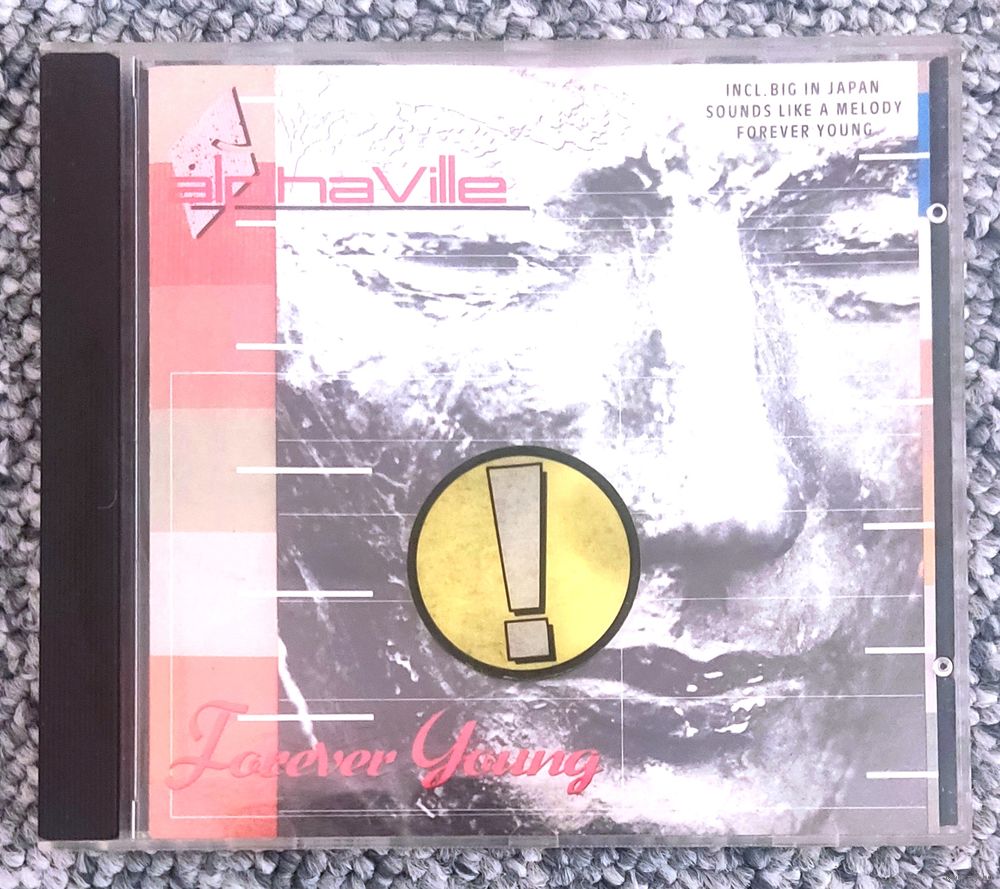 INCL. BIG IN JAPAN
SOUNDS LIKE A MELODY
FOREVER YOUNG
alphaVille
!
Forever Young